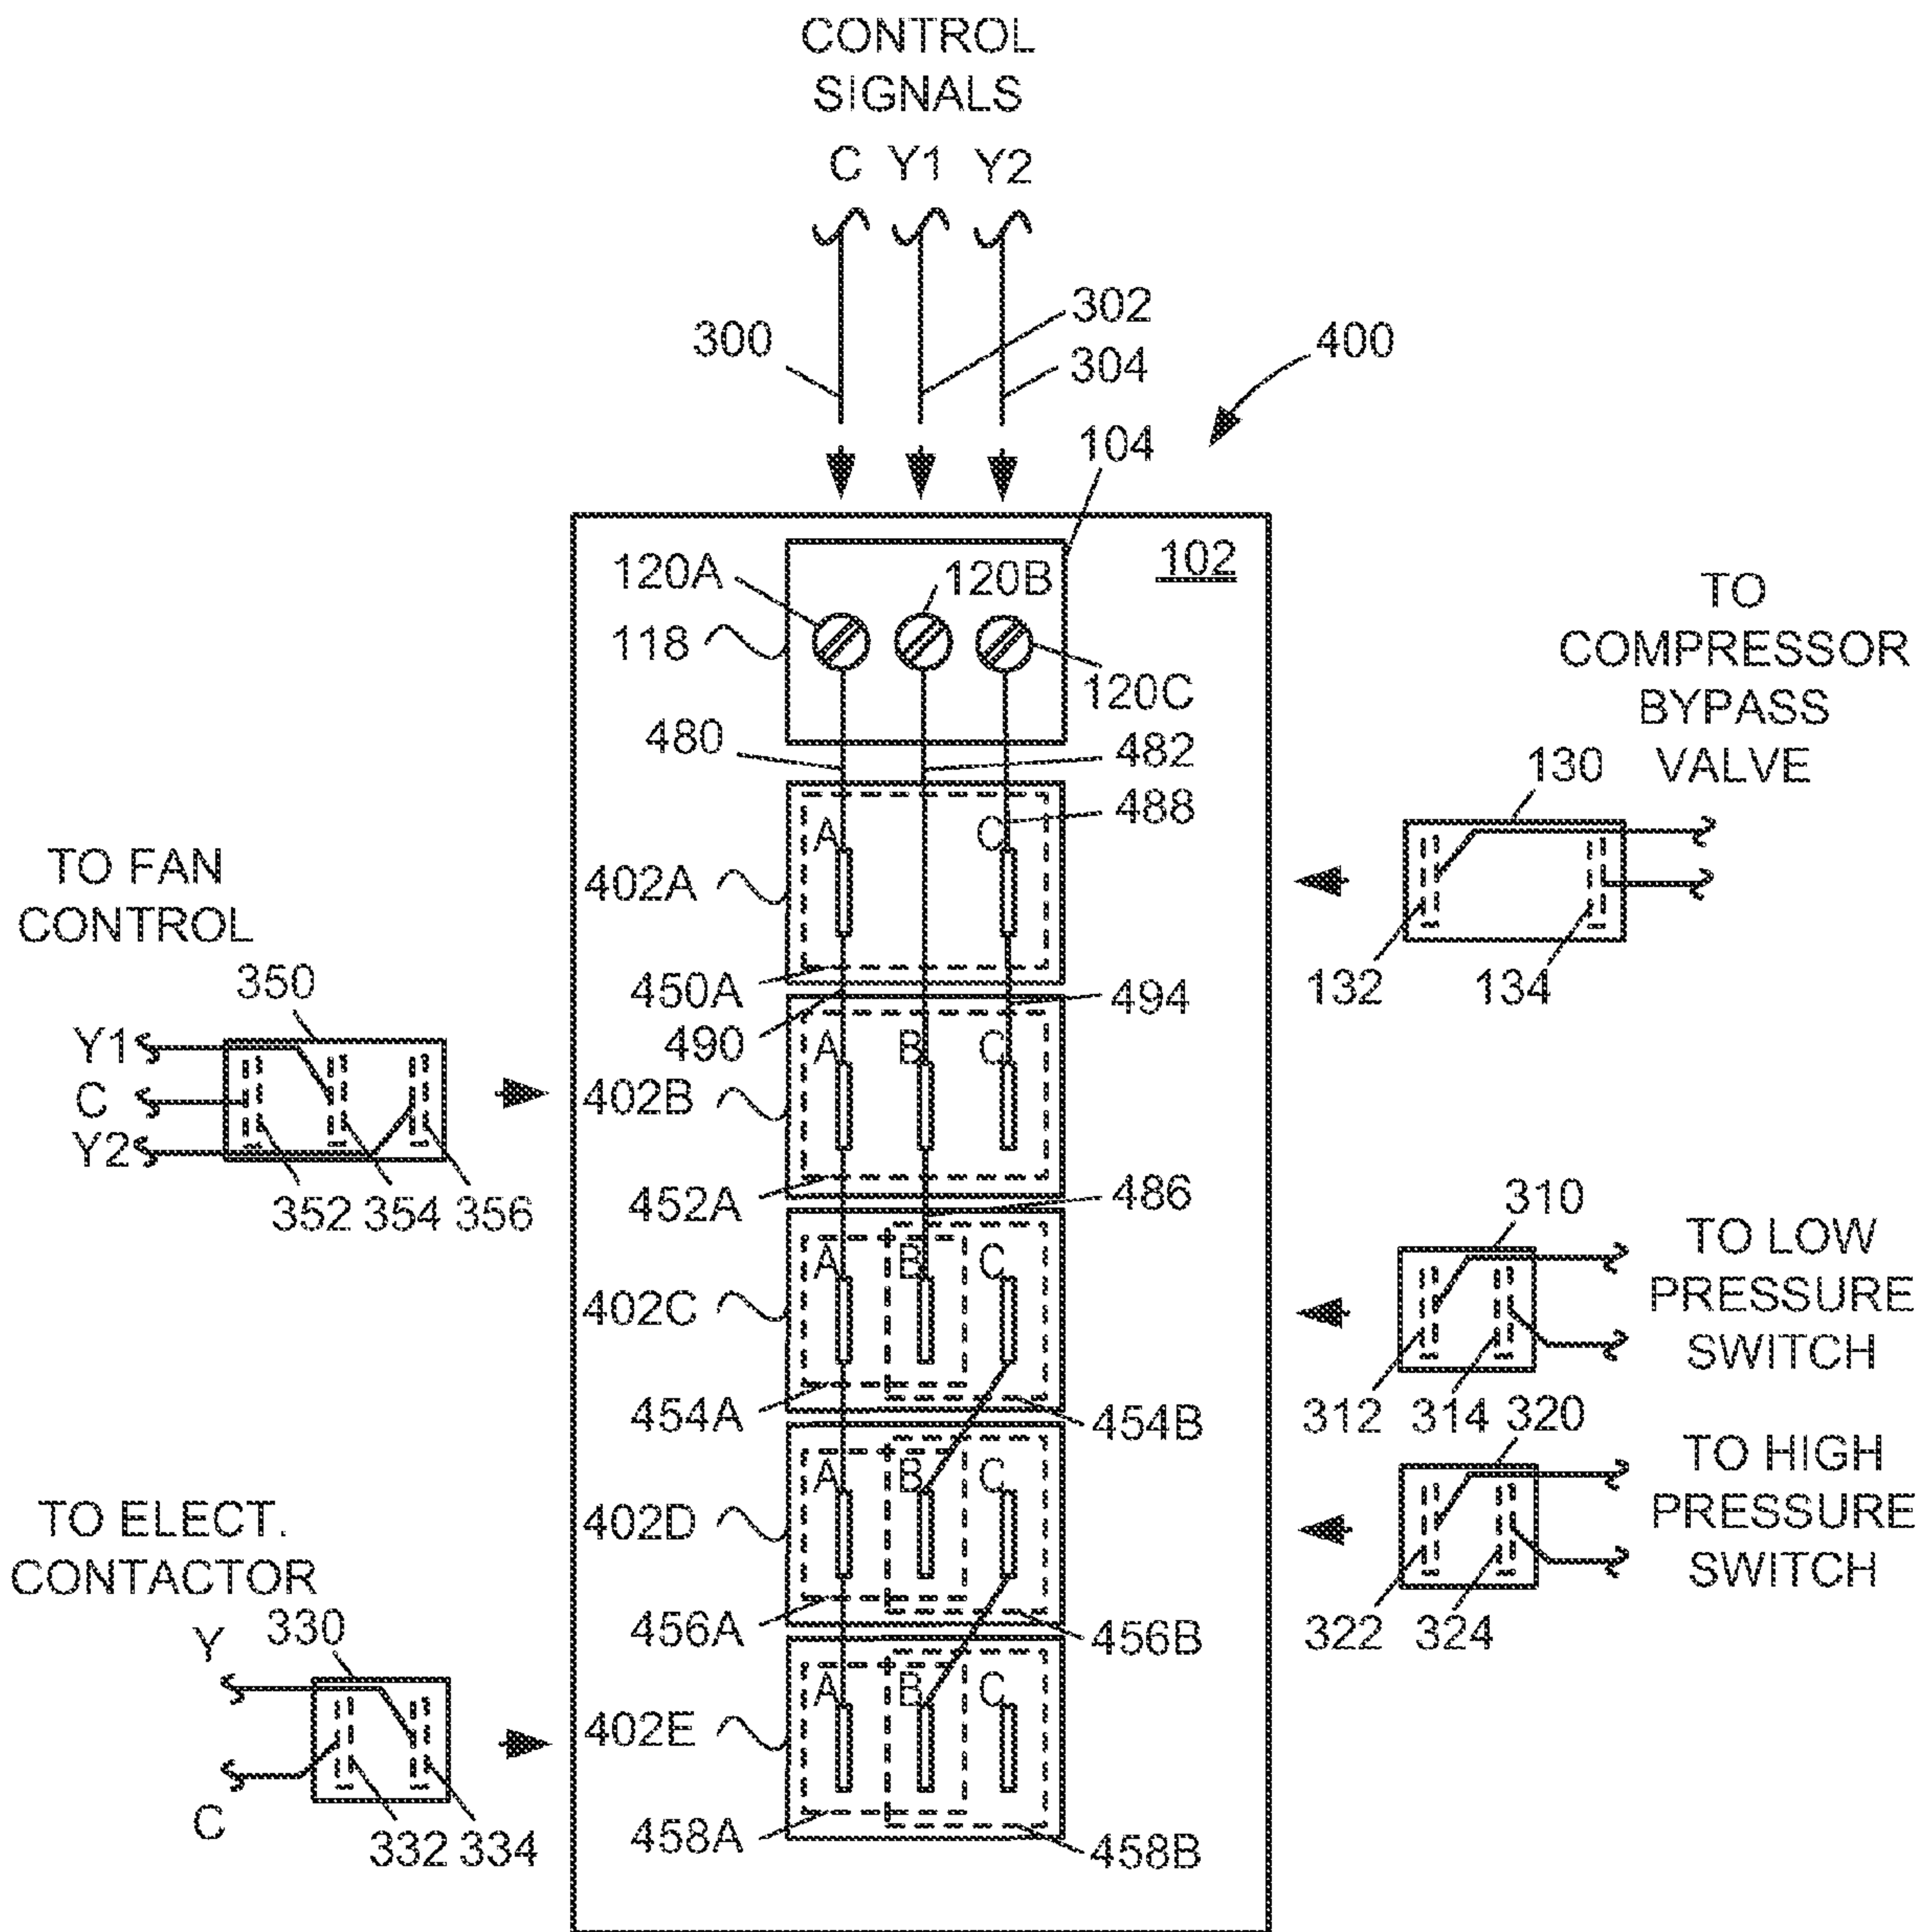 CONTROL
SIGNALS
C Y1 Y2
300
302
304
400
104
102
120A
120B
118
120C
480
482
TO
COMPRESSOR
BYPASS
VALVE
130
A C
488
402A
450A
490
494
132 134
TO FAN
CONTROL
350
Y1
C
Y2
352 354 356
A B C
402B
452A
486
310
TO LOW
PRESSURE
SWITCH
312 314
A B C
402C
454A
454B
320
TO HIGH
PRESSURE
SWITCH
322 324
A B C
402D
456A
456B
TO ELECT.
CONTACTOR
Y
330
C
332 334
A B C
402E
458A
458B